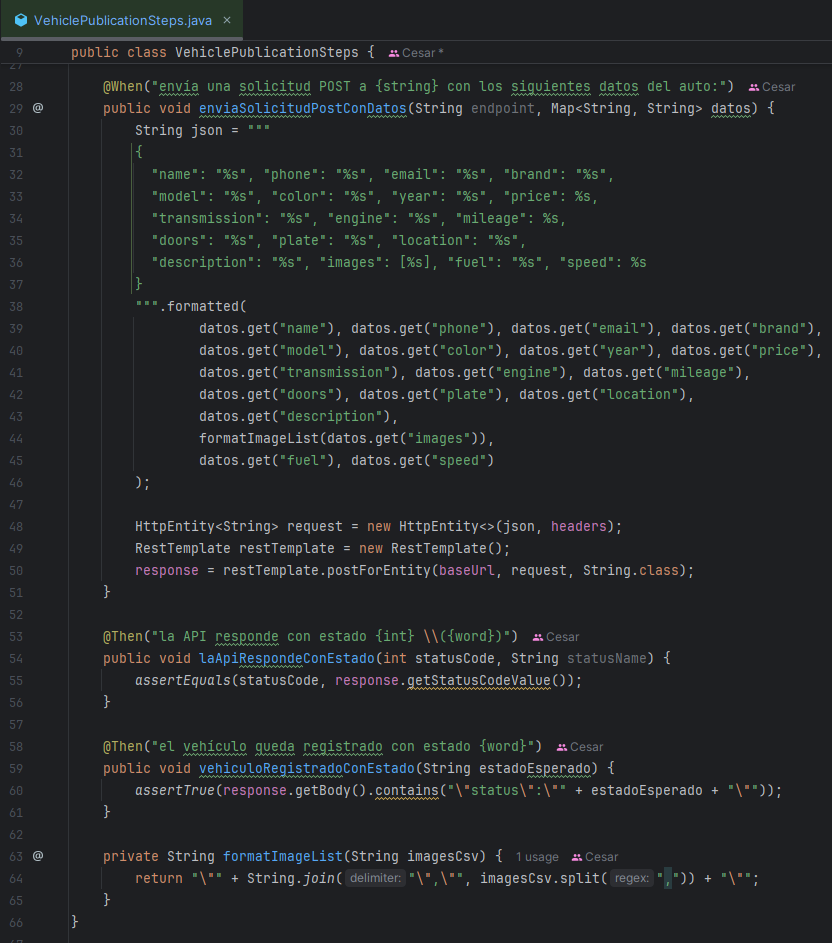 VehiclePublicationSteps.java ×
9 public class VehiclePublicationSteps { Cesar *
27
28 @When("envía una solicitud POST a {string} con los siguientes datos del auto:") Cesar
29 @ public void enviaSolicitudPostConDatos(String endpoint, Map<String, String> datos) {
30 String json = """
31 {
32 "name": "%s", "phone": "%s", "email": "%s", "brand": "%s",
33 "model": "%s", "color": "%s", "year": "%s", "price": %s,
34 "transmission": "%s", "engine": "%s", "mileage": %s,
35 "doors": "%s", "plate": "%s", "location": "%s",
36 "description": "%s", "images": [%s], "fuel": "%s", "speed": %s
37 }
38 """.formatted(
39 datos.get("name"), datos.get("phone"), datos.get("email"), datos.get("brand"),
40 datos.get("model"), datos.get("color"), datos.get("year"), datos.get("price"),
41 datos.get("transmission"), datos.get("engine"), datos.get("mileage"),
42 datos.get("doors"), datos.get("plate"), datos.get("location"),
43 datos.get("description"),
44 formatImageList(datos.get("images")),
45 datos.get("fuel"), datos.get("speed")
46 );
47
48 HttpEntity<String> request = new HttpEntity<>(json, headers);
49 RestTemplate restTemplate = new RestTemplate();
50 response = restTemplate.postForEntity(baseUrl, request, String.class);
51 }
52
53 @Then("la API responde con estado {int} \\({word})") Cesar
54 public void laApiRespondeConEstado(int statusCode, String statusName) {
55 assertEquals(statusCode, response.getStatusCodeValue());
56 }
57
58 @Then("el vehículo queda registrado con estado {word}") Cesar
59 public void vehiculoRegistradoConEstado(String estadoEsperado) {
60 assertTrue(response.getBody().contains("\"status\":\"" + estadoEsperado + "\""));
61 }
62
63 @ private String formatImageList(String imagesCsv) { 1 usage Cesar
64 return "\"" + String.join( delimiter: "\",\"", imagesCsv.split( regex: ",")) + "\"";
65 }
66 }
67